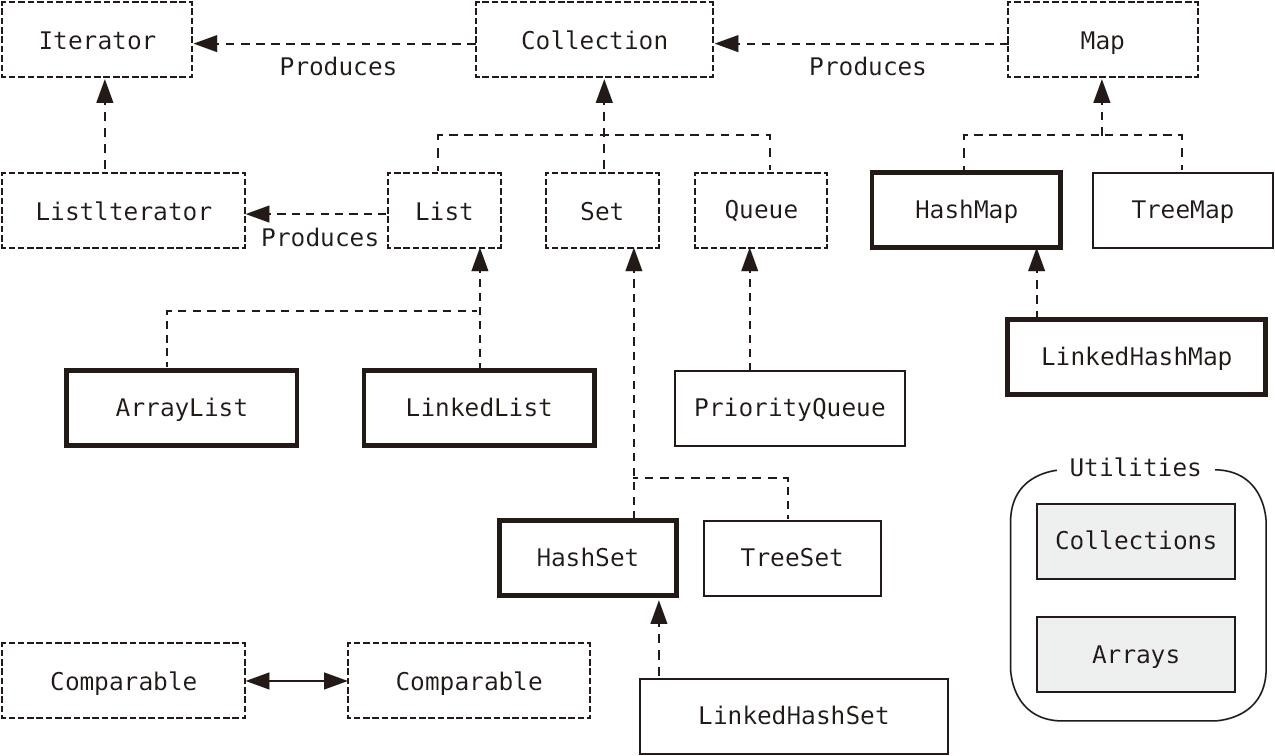 Iterator
Collection
Map
Produces
Produces
Listlterator
List
Set
Queue
HashMap
TreeMap
Produces
LinkedHashMap
ArrayList
LinkedList
PriorityQueue
Utilities
Collections
HashSet
TreeSet
Arrays
Comparable
Comparable
LinkedHashSet